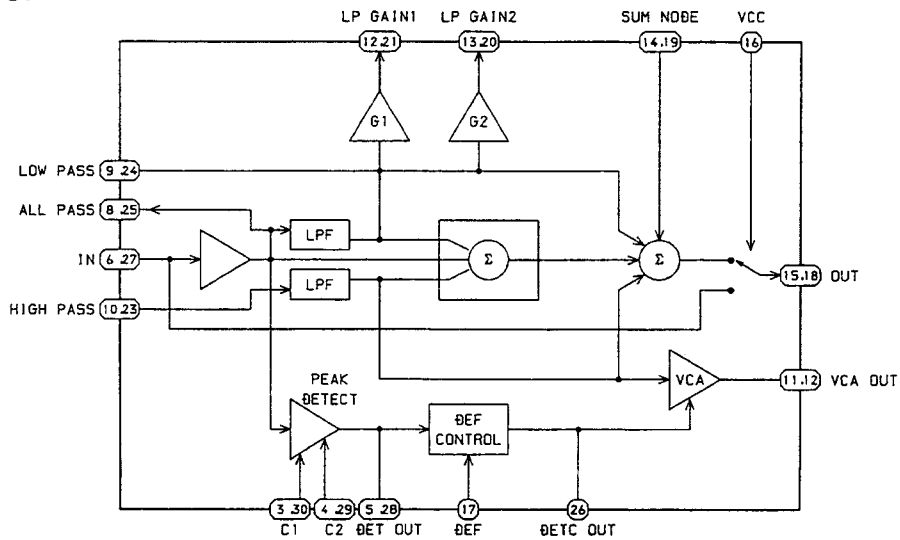 LP GAIN1 LP GAIN2 SUM NODE VCC
12.21 13.20 14.19 16
G1 G2
LOW PASS 9.24
ALL PASS 8.25
LPF
IN 6.27
Σ Σ
15.18 OUT
LPF
HIGH PASS 10.23
PEAK
DETECT
VCA
11.12 VCA OUT
DEF
CONTROL
3.30 4.29 5.28 17 26
C1 C2 DET OUT DEF DETC OUT